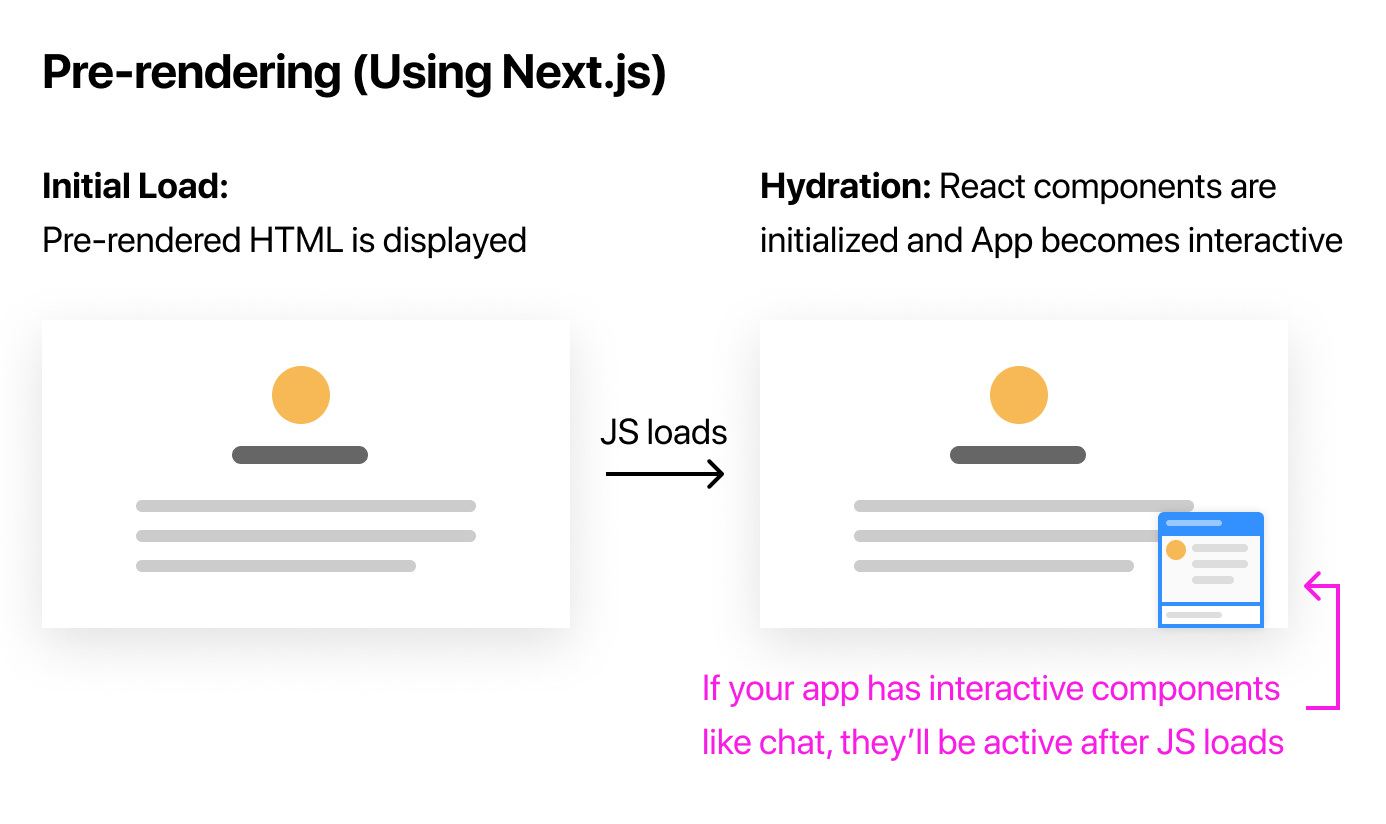 Pre-rendering (Using Next.js)
Initial Load:
Pre-rendered HTML is displayed
Hydration: React components are
initialized and App becomes interactive
JS loads
If your app has interactive components
like chat, they’ll be active after JS loads